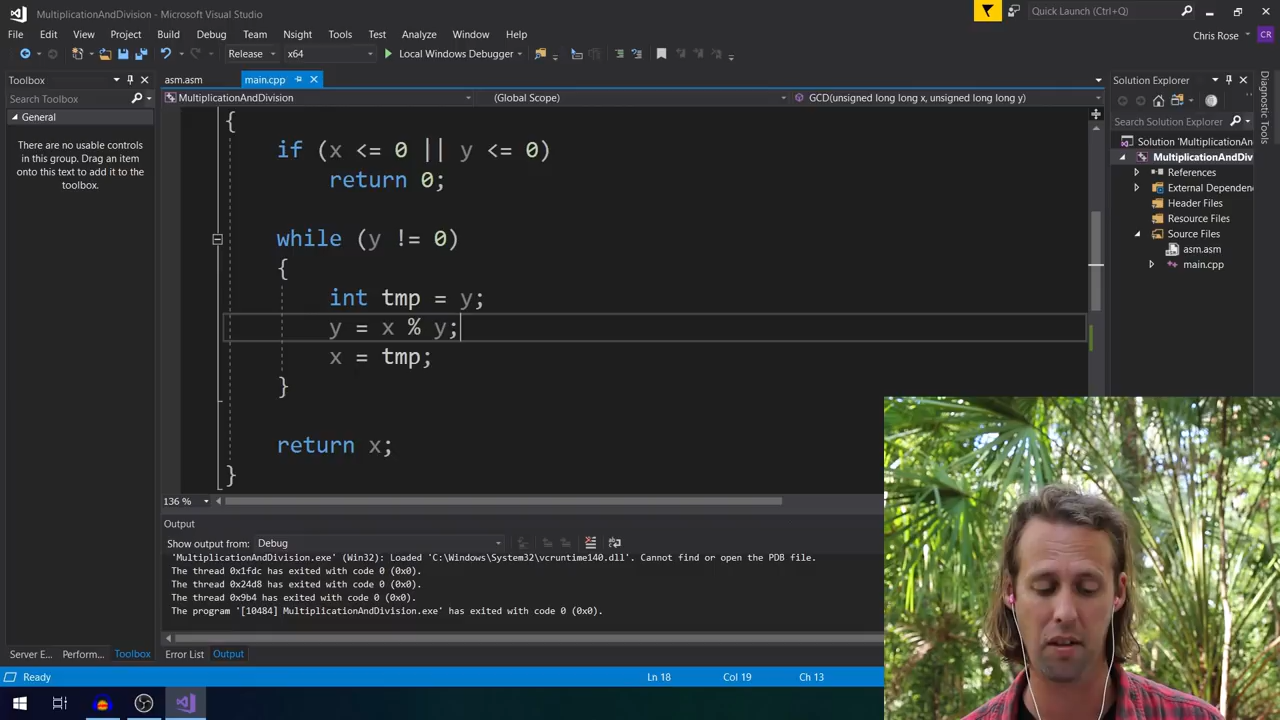 MultiplicationAndDivision - Microsoft Visual Studio
Quick Launch (Ctrl+Q)
File Edit View Project Build Debug Team Nsight Tools Test Analyze Window Help
Chris Rose CR
Release x64 Local Windows Debugger
Toolbox
Search Toolbox
General
There are no usable controls
in this group. Drag an item
onto this text to add it to the
toolbox.
asm.asm main.cpp
MultiplicationAndDivision (Global Scope) GCD(unsigned long long x, unsigned long long y)
{
if (x <= 0 || y <= 0)
return 0;
while (y != 0)
{
int tmp = y;
y = x % y;
x = tmp;
}
return x;
}
136 %
Output
Show output from: Debug
'MultiplicationAndDivision.exe' (Win32): Loaded 'C:\Windows\System32\vcruntime140.dll'. Cannot find or open the PDB file.
The thread 0x1fdc has exited with code 0 (0x0).
The thread 0x24d8 has exited with code 0 (0x0).
The thread 0x9b4 has exited with code 0 (0x0).
The program '[10484] MultiplicationAndDivision.exe' has exited with code 0 (0x0).
Server E... Perform... Toolbox Error List Output
Solution Explorer
Search Solution Explorer
Solution 'MultiplicationAn
MultiplicationAndDiv
References
External Dependen
Header Files
Resource Files
Source Files
asm.asm
main.cpp
Diagnostic Tools
Ready Ln 18 Col 19 Ch 13